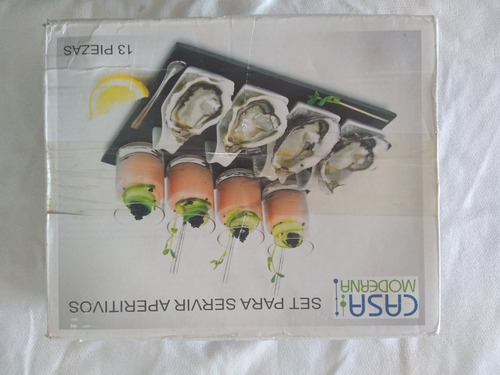 CASA
MODERNA
SET PARA SERVIR APERITIVOS
13 PIEZAS